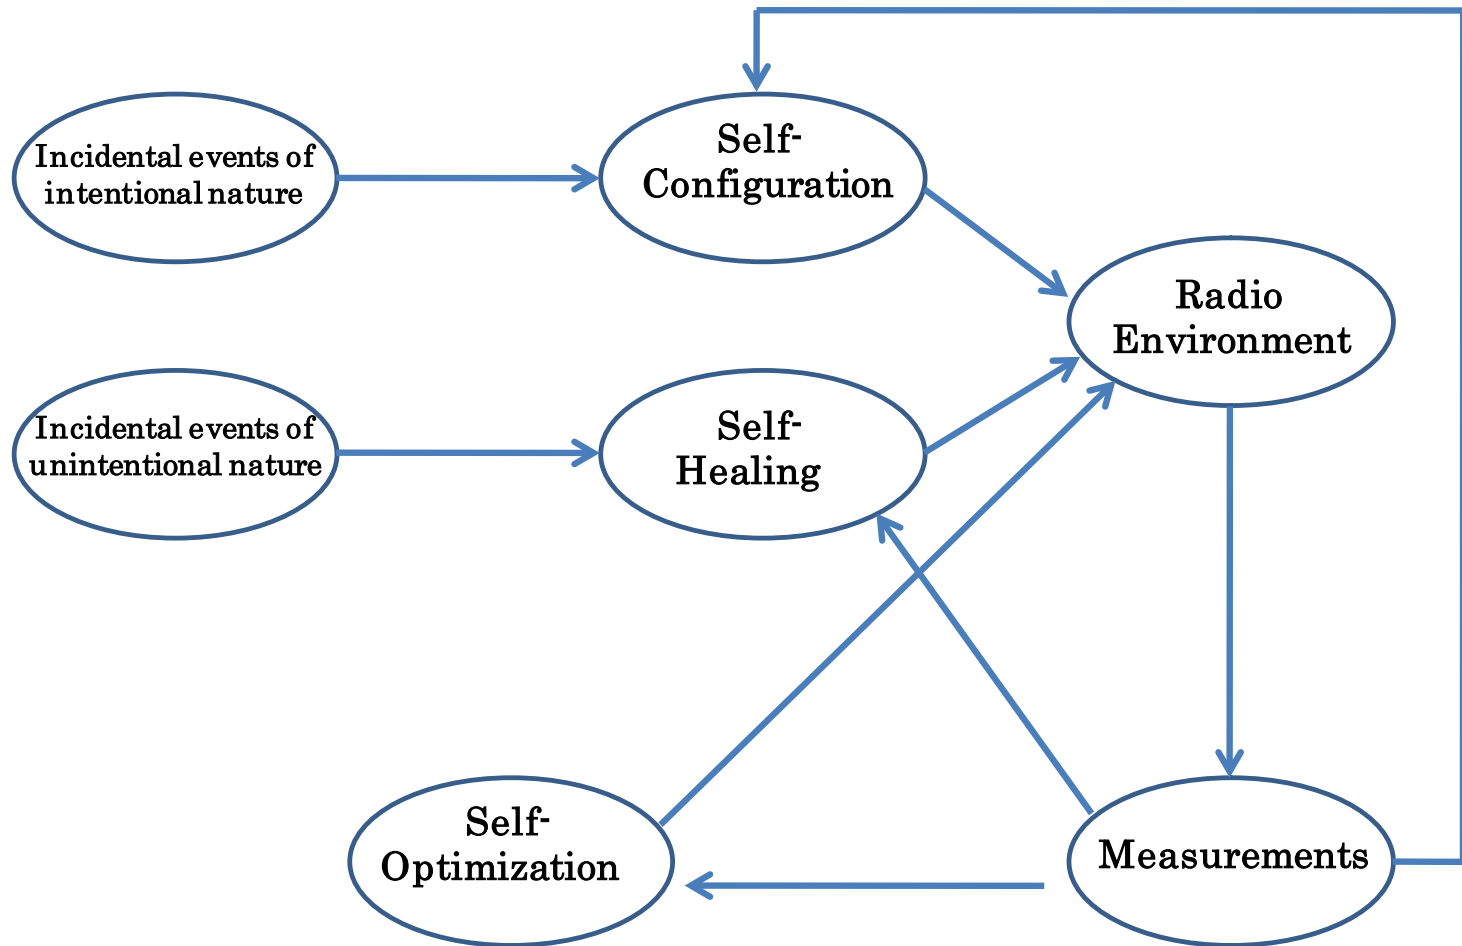 Incidental events of
intentional nature
Self-
Configuration
Radio
Environment
Incidental events of
unintentional nature
Self-
Healing
Self-
Optimization
Measurements